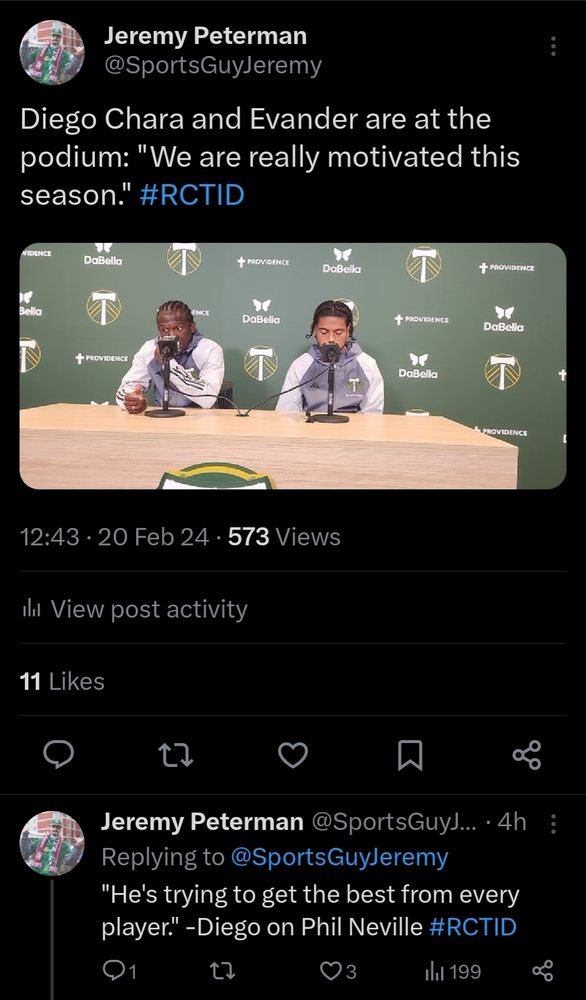 Jeremy Peterman
@SportsGuyJeremy
Diego Chara and Evander are at the
podium: "We are really motivated this
season." #RCTID
VIDENCE
DaBella
PROVIDENCE
DaBella
PROVIDENCE
Bella
DaBella
PROVIDENCE
DaBella
PROVIDENCE
DaBella
PROVIDENCE
12:43 · 20 Feb 24 · 573 Views
View post activity
11 Likes
Jeremy Peterman @SportsGuyJ... · 4h
Replying to @SportsGuyJeremy
"He's trying to get the best from every
player." -Diego on Phil Neville #RCTID
1
3
199